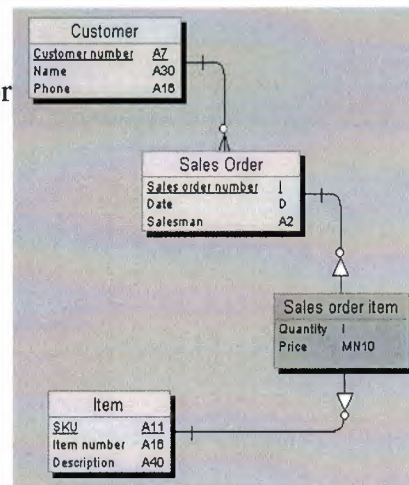 Customer
Customer number A7
Name A30
Phone A16
r
Sales Order
Sales order number I
Date D
Salesman A2
Sales order item
Quantity I
Price MN10
Item
SKU A11
Item number A16
Description A40